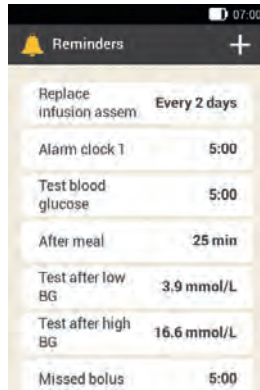 07:00
Reminders
Replace
infusion assem
Every 2 days
Alarm clock 1
5:00
Test blood
glucose
5:00
After meal
25 min
Test after low
BG
3.9 mmol/L
Test after high
BG
16.6 mmol/L
Missed bolus
5:00